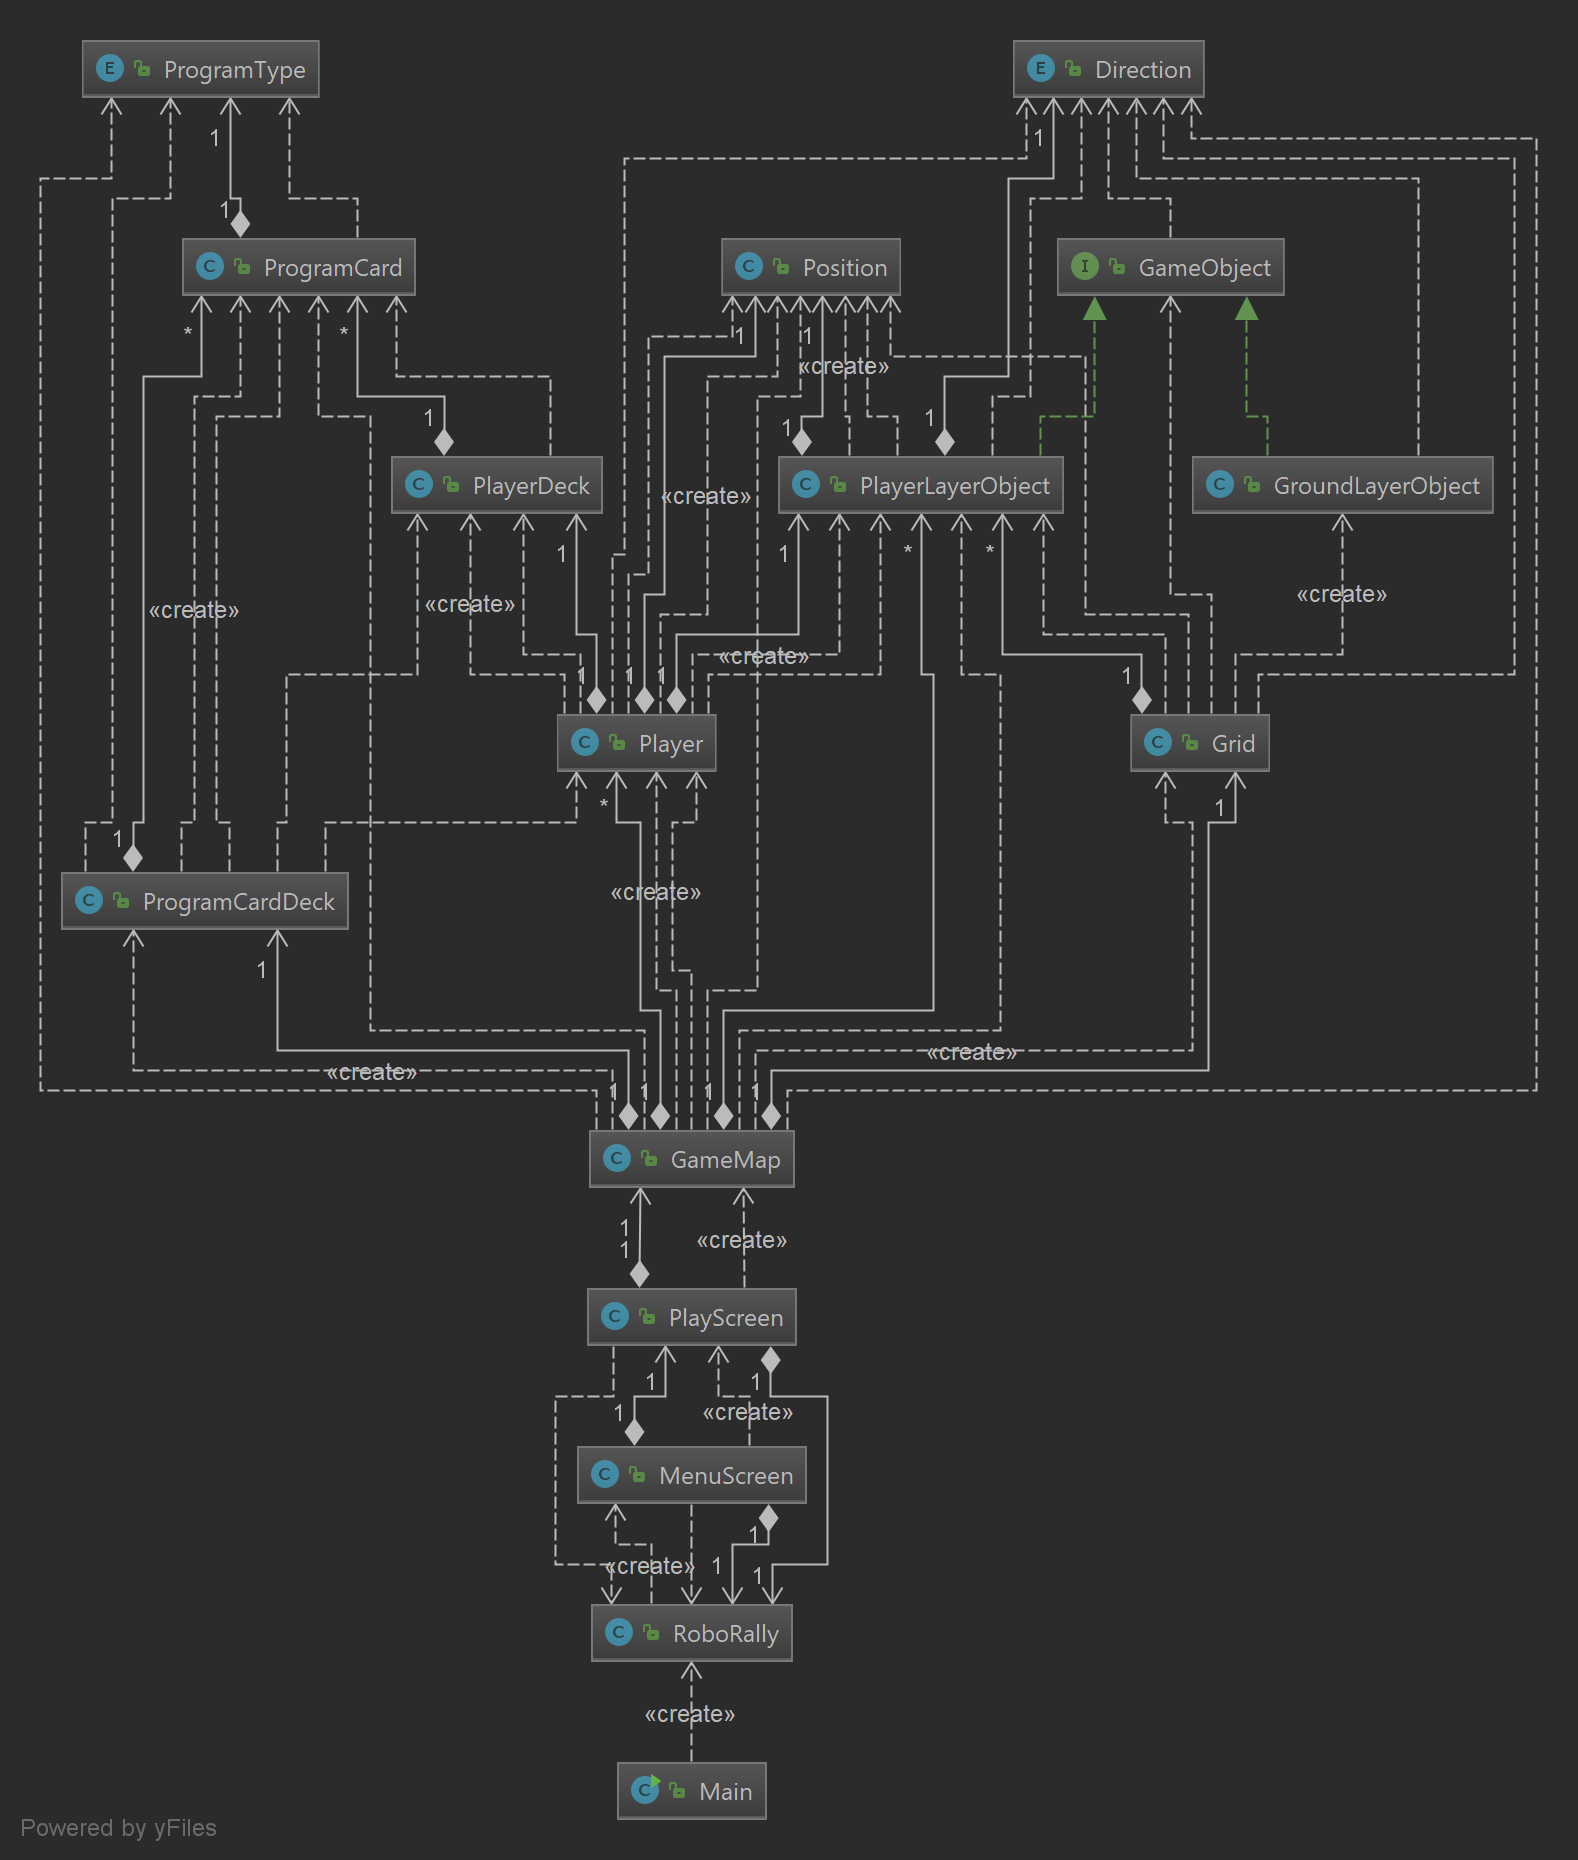 E ProgramType
E Direction
1
1
1
C ProgramCard
C Position
I GameObject
*
*
1
1
«create»
1
1
1
C PlayerDeck
C PlayerLayerObject
C GroundLayerObject
«create»
1
1
*
*
«create»
«create»
«create»
«create»
1
1
1
1
C Player
C Grid
*
1
1
C ProgramCardDeck
«create»
1
«create»
«create»
1
1
1
1
C GameMap
1
1
«create»
C PlayScreen
1
1
1
«create»
C MenuScreen
1
«create»
1
1
C RoboRally
«create»
C Main
Powered by yFiles